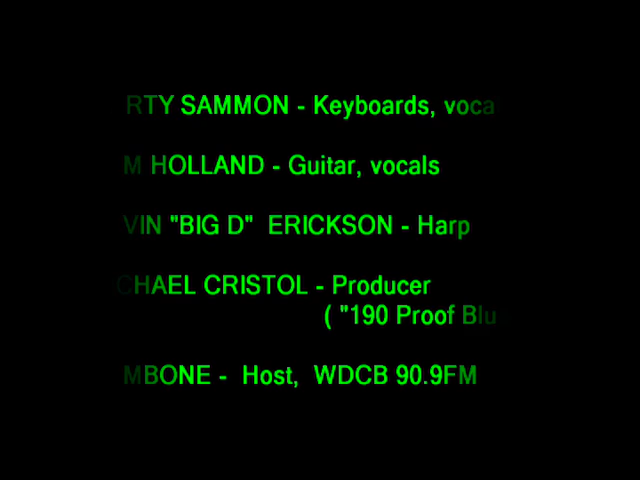 RTY SAMMON - Keyboards, voca
M HOLLAND - Guitar, vocals
VIN "BIG D"  ERICKSON - Harp
CHAEL CRISTOL - Producer
( "190 Proof Blu
MBONE -  Host,  WDCB 90.9FM